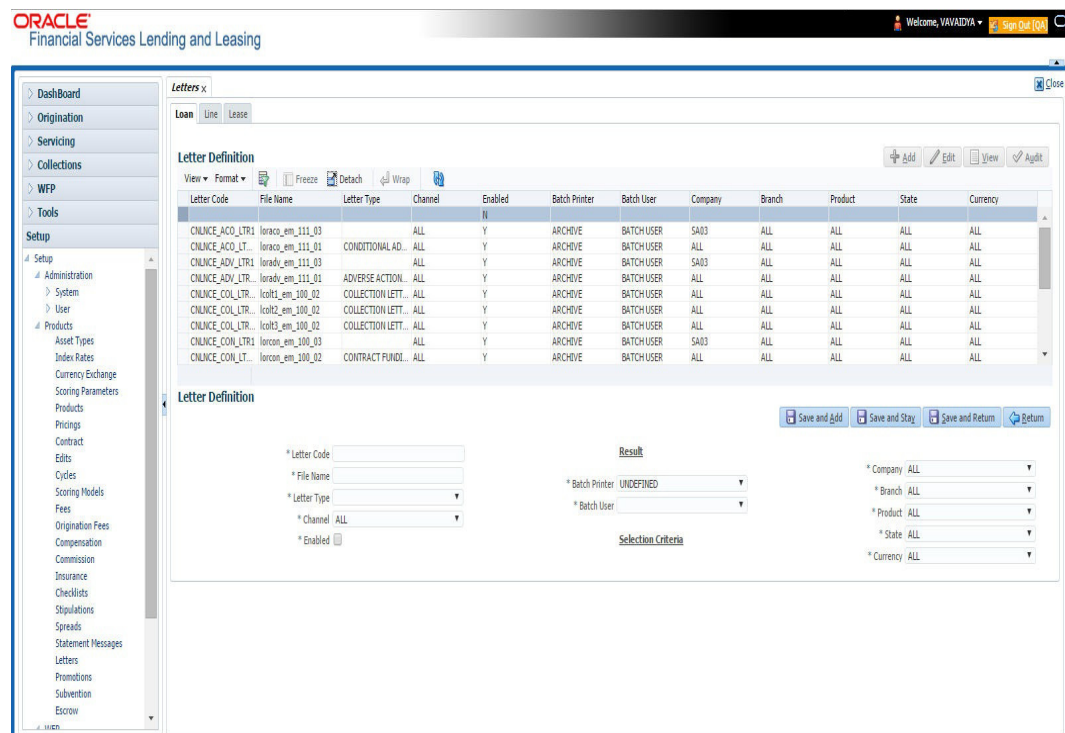 ORACLE
Financial Services Lending and Leasing
Welcome, VAVAIDYA
Sign Out [QA]
DashBoard
Origination
Servicing
Collections
WFP
Tools
Setup
Setup
Administration
System
User
Products
Asset Types
Index Rates
Currency Exchange
Scoring Parameters
Products
Pricings
Contract
Edits
Cycles
Scoring Models
Fees
Origination Fees
Compensation
Commission
Insurance
Checklists
Stipulations
Spreads
Statement Messages
Letters
Promotions
Subvention
Escrow
WFP
Letters x
Close
Loan Line Lease
Letter Definition
Add Edit View Audit
View Format Freeze Detach Wrap
Letter Code File Name Letter Type Channel Enabled Batch Printer Batch User Company Branch Product State Currency
N
CNLNCE_ACO_LTR1 loraco_em_111_03 ALL Y ARCHIVE BATCH USER SA03 ALL ALL ALL ALL
CNLNCE_ACO_LT... loraco_em_111_01 CONDITIONAL AD... ALL Y ARCHIVE BATCH USER ALL ALL ALL ALL ALL
CNLNCE_ADV_LTR1 loradv_em_111_03 ALL Y ARCHIVE BATCH USER SA03 ALL ALL ALL ALL
CNLNCE_ADV_LTR... loradv_em_111_01 ADVERSE ACTION... ALL Y ARCHIVE BATCH USER ALL ALL ALL ALL ALL
CNLNCE_COL_LTR... lcolt1_em_100_02 COLLECTION LETT... ALL Y ARCHIVE BATCH USER ALL ALL ALL ALL ALL
CNLNCE_COL_LTR... lcolt2_em_100_02 COLLECTION LETT... ALL Y ARCHIVE BATCH USER ALL ALL ALL ALL ALL
CNLNCE_COL_LTR... lcolt3_em_100_02 COLLECTION LETT... ALL Y ARCHIVE BATCH USER ALL ALL ALL ALL ALL
CNLNCE_CON_LTR1 lorcon_em_100_03 ALL Y ARCHIVE BATCH USER SA03 ALL ALL ALL ALL
CNLNCE_CON_LT... lorcon_em_100_02 CONTRACT FUNDI... ALL Y ARCHIVE BATCH USER ALL ALL ALL ALL ALL
Letter Definition
Save and Add Save and Stay Save and Return Return
* Letter Code
* File Name
* Letter Type
* Channel ALL
* Enabled
Result
* Batch Printer UNDEFINED
* Batch User
Selection Criteria
* Company ALL
* Branch ALL
* Product ALL
* State ALL
* Currency ALL